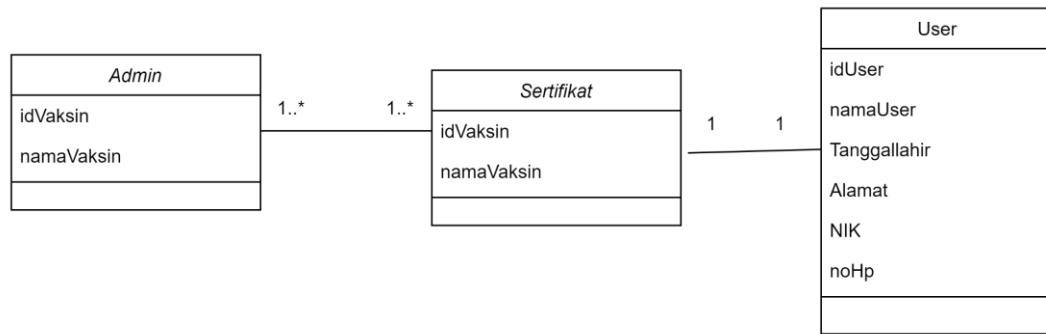 Admin
idVaksin
namaVaksin
1..*
1..*
Sertifikat
idVaksin
namaVaksin
1
1
User
idUser
namaUser
Tanggallahir
Alamat
NIK
noHp